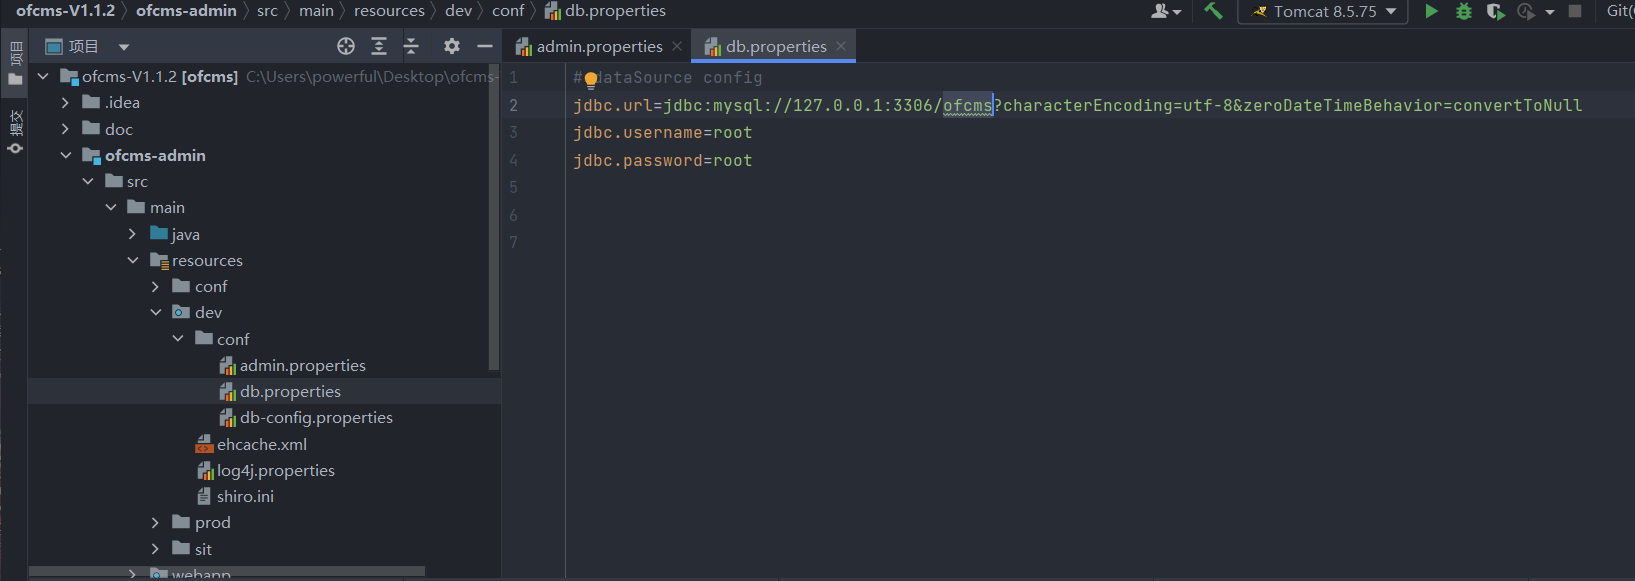 ofcms-V1.1.2 〉 ofcms-admin 〉 src 〉 main 〉 resources 〉 dev 〉 conf 〉 db.properties
Tomcat 8.5.75
Git(
项目
提交
项目
ofcms-V1.1.2 [ofcms] C:\Users\powerful\Desktop\ofcms-
.idea
doc
ofcms-admin
src
main
java
resources
conf
dev
conf
admin.properties
db.properties
db-config.properties
ehcache.xml
log4j.properties
shiro.ini
prod
sit
webapp
admin.properties
db.properties
1 # dataSource config
2 jdbc.url=jdbc:mysql://127.0.0.1:3306/ofcms?characterEncoding=utf-8&zeroDateTimeBehavior=convertToNull
3 jdbc.username=root
4 jdbc.password=root
5
6
7